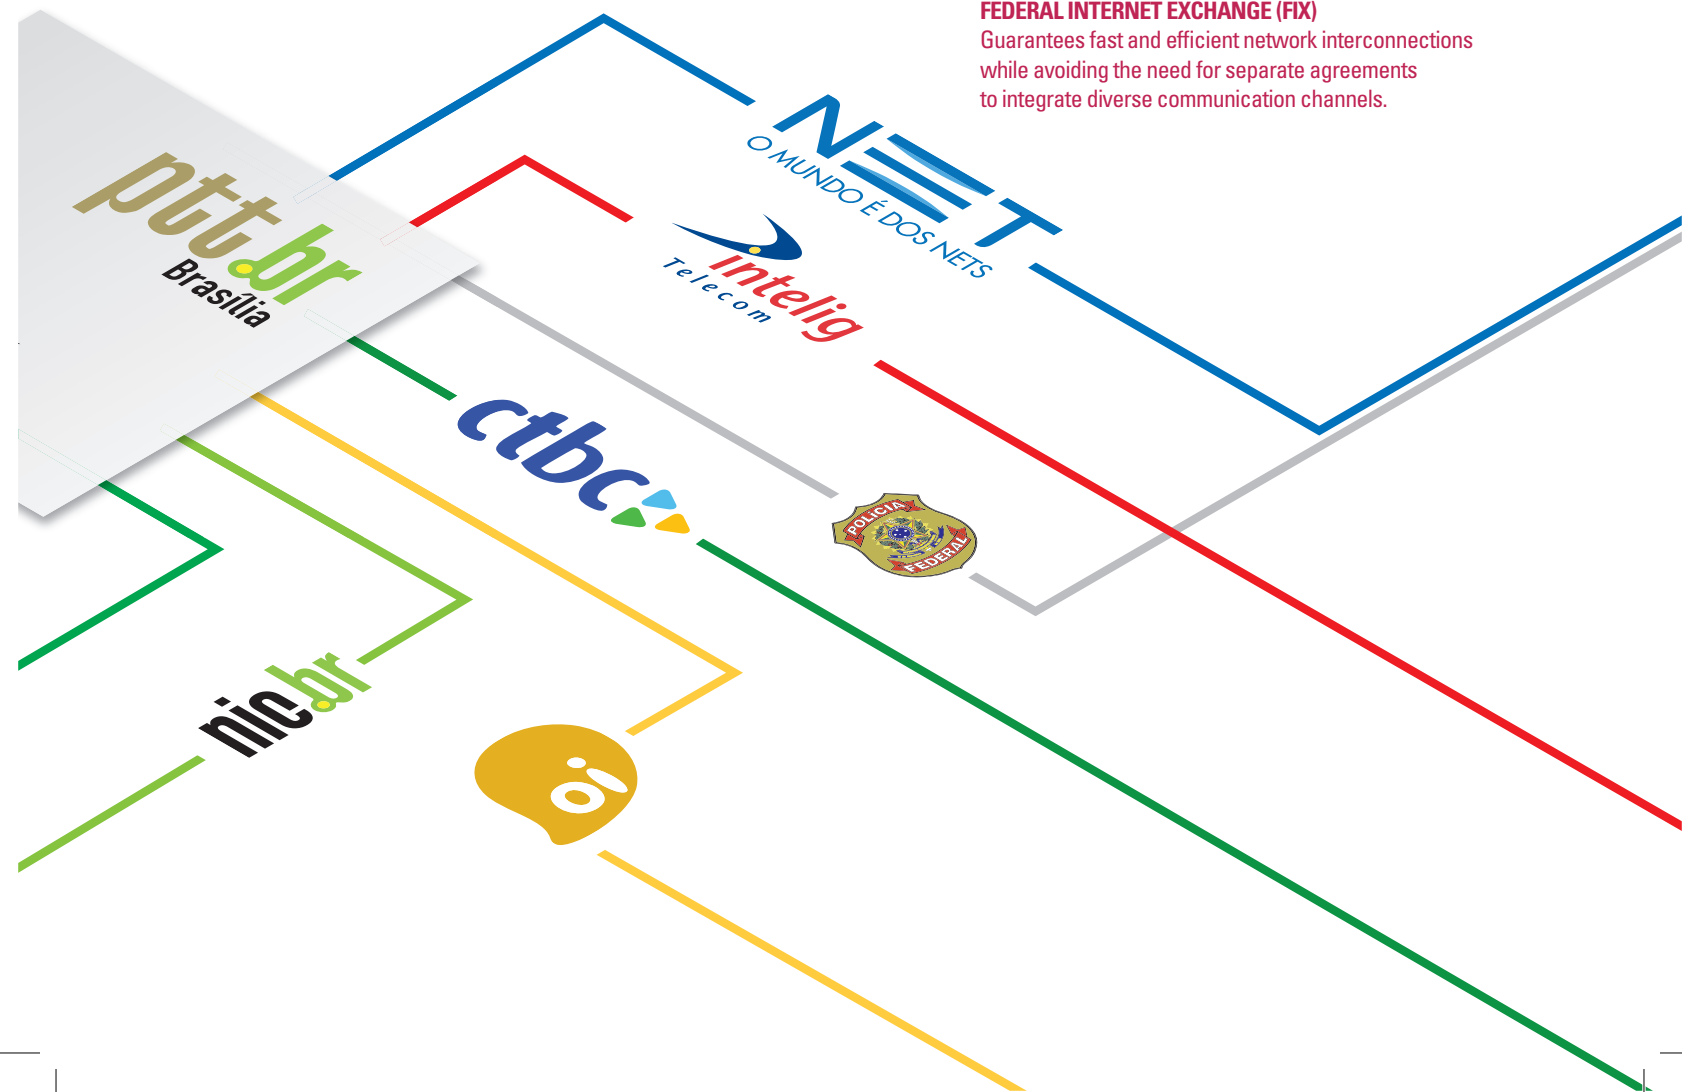 FEDERAL INTERNET EXCHANGE (FIX)
Guarantees fast and efficient network interconnections
while avoiding the need for separate agreements
to integrate diverse communication channels.
NET
O MUNDO É DOS NETS
ptt.br
Brasília
intelig
Telecom
ctbc
POLÍCIA
FEDERAL
nic.br
oi